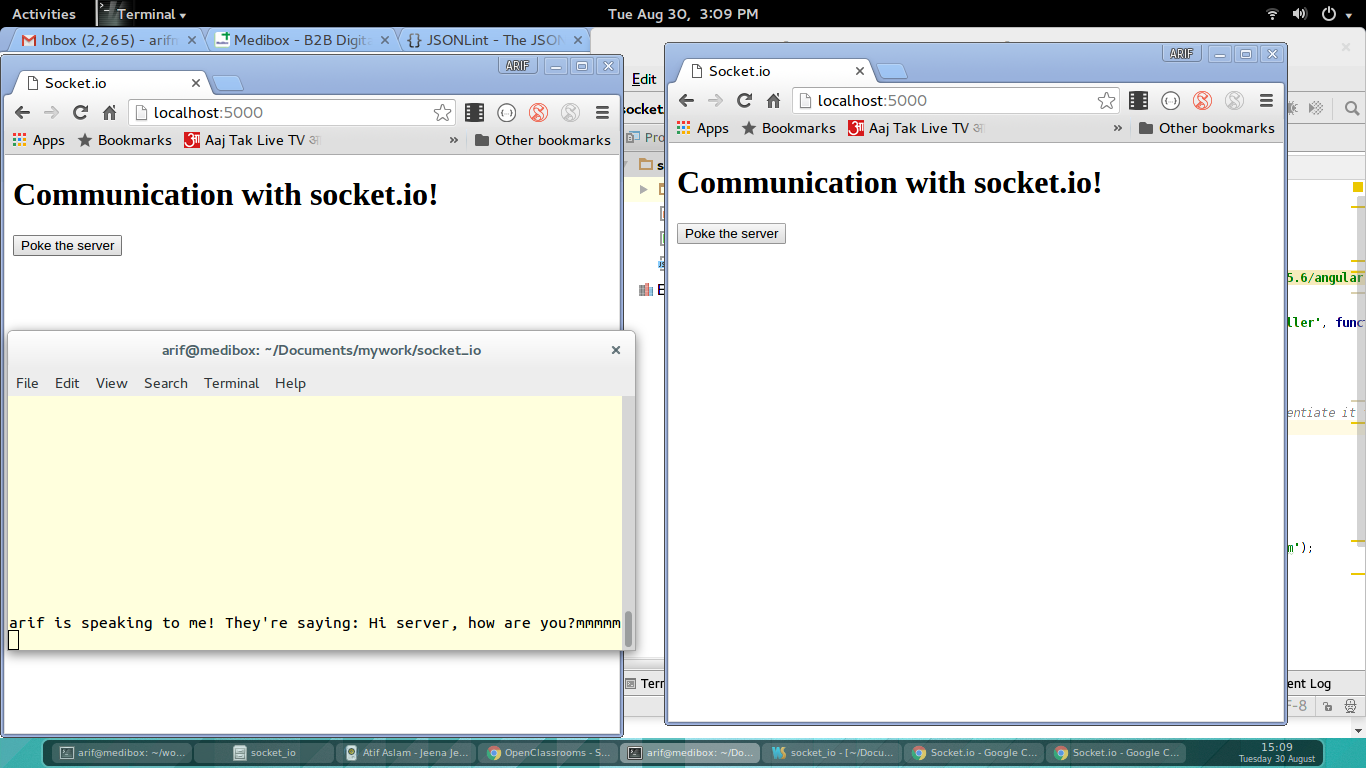 Activities
Terminal
Tue Aug 30, 3:09 PM
Inbox (2,265) - arifm
Medibox - B2B Digita
{} JSONLint - The JSON
ARIF
Socket.io
localhost:5000
Apps
Bookmarks
Aaj Tak Live TV आ
»
Other bookmarks
Communication with socket.io!
Poke the server
arif@medibox: ~/Documents/mywork/socket_io
File Edit View Search Terminal Help
arif is speaking to me! They're saying: Hi server, how are you?mmmmm
Edit
socket
Pro
s
E
Term
ARIF
Socket.io
localhost:5000
Apps
Bookmarks
Aaj Tak Live TV आ
»
Other bookmarks
Communication with socket.io!
Poke the server
5.6/angular
ller', func
entiate it
m');
ent Log
F-8
arif@medibox: ~/wo...
socket_io
Atif Aslam - Jeena Je...
OpenClassrooms - S...
arif@medibox: ~/Do...
socket_io - [~/Docu...
Socket.io - Google C...
Socket.io - Google C...
15:09
Tuesday 30 August